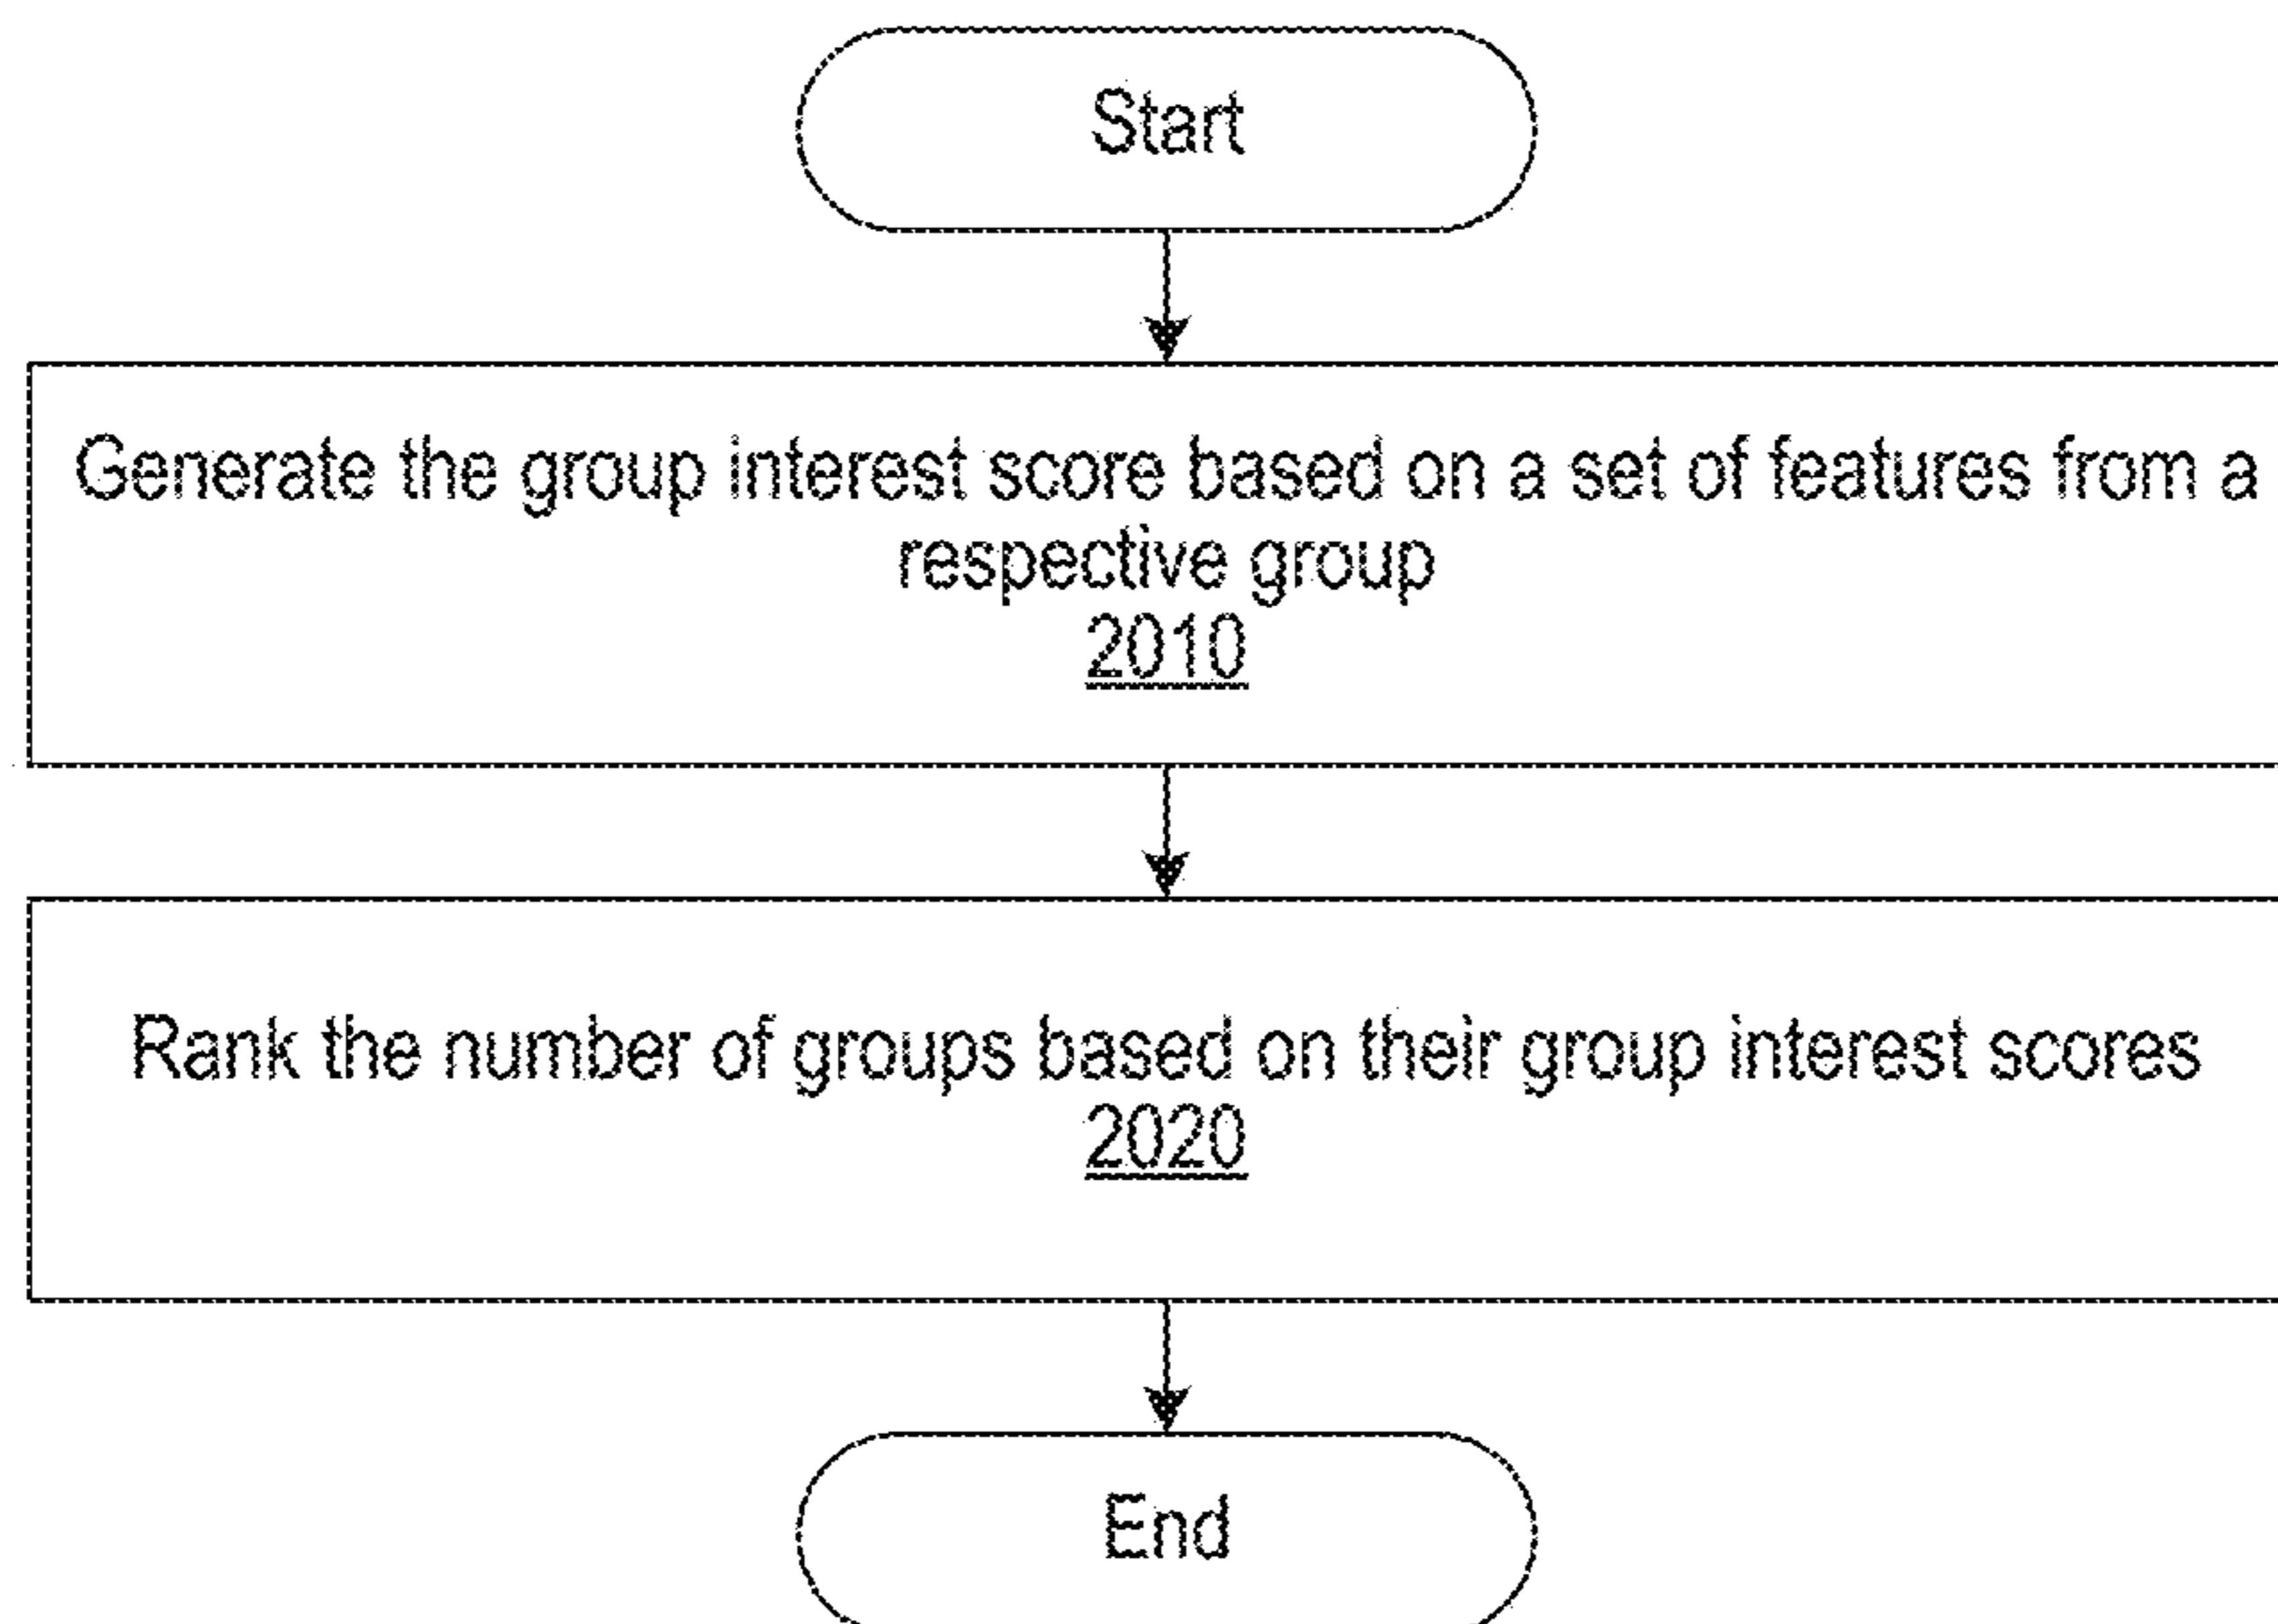 Start
Generate the group interest score based on a set of features from a
respective group
2010
Rank the number of groups based on their group interest scores
2020
End